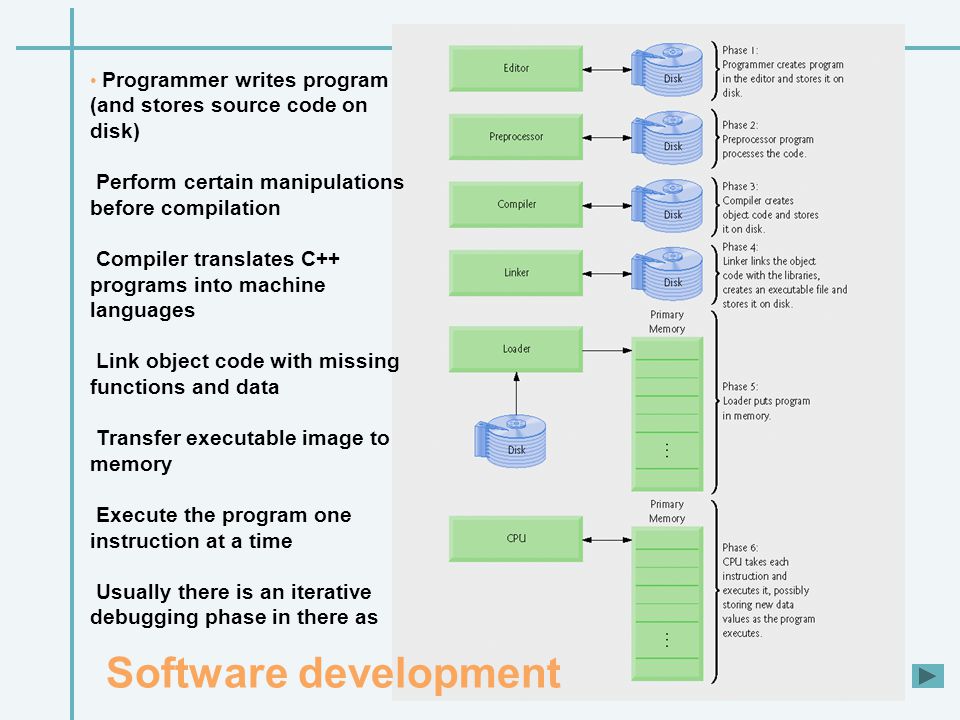 • Programmer writes program
(and stores source code on
disk)
Perform certain manipulations
before compilation
Compiler translates C++
programs into machine
languages
Link object code with missing
functions and data
Transfer executable image to
memory
Execute the program one
instruction at a time
Usually there is an iterative
debugging phase in there as
Editor
Disk
Phase 1:
Programmer creates program
in the editor and stores it on
disk.
Preprocessor
Disk
Phase 2:
Preprocessor program
processes the code.
Compiler
Disk
Phase 3:
Compiler creates
object code and stores
it on disk.
Linker
Disk
Phase 4:
Linker links the object
code with the libraries,
creates an executable file and
stores it on disk.
Loader
Disk
Primary
Memory
Phase 5:
Loader puts program
in memory.
CPU
Primary
Memory
Phase 6:
CPU takes each
instruction and
executes it, possibly
storing new data
values as the program
executes.
Software development